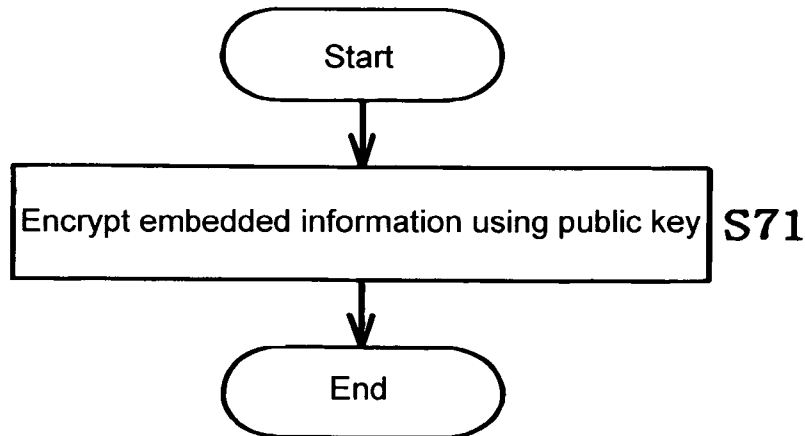 Start
Encrypt embedded information using public key S71
End